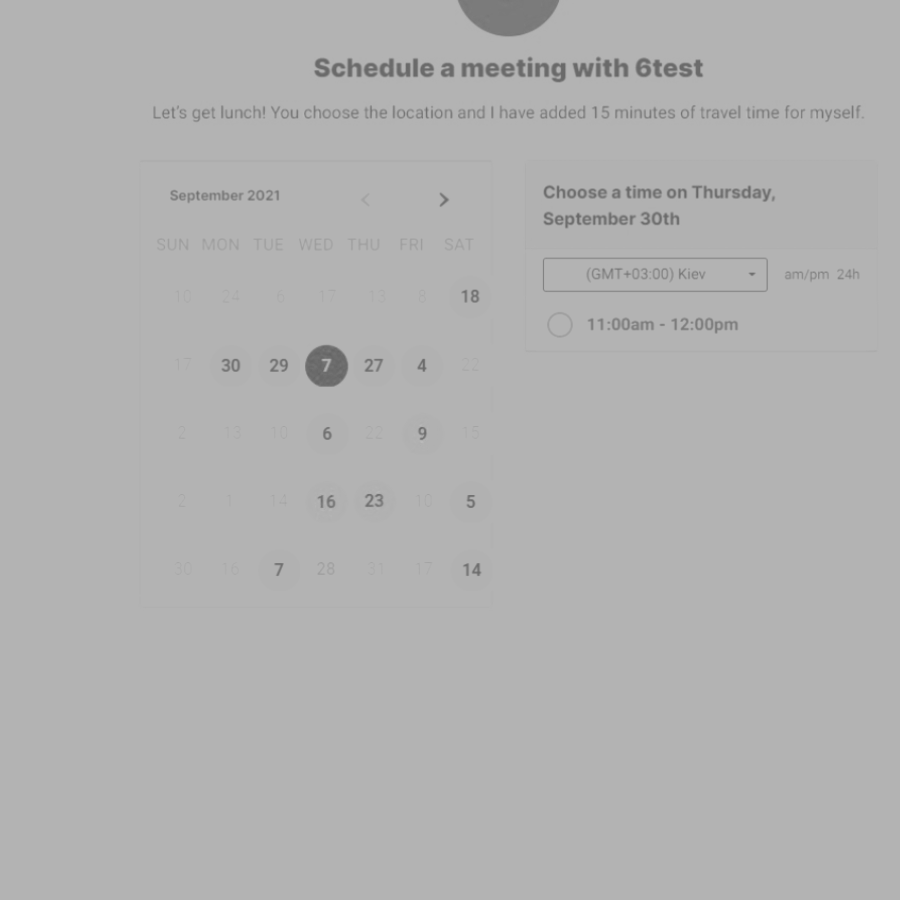 Schedule a meeting with 6test
Let's get lunch! You choose the location and I have added 15 minutes of travel time for myself.
September 2021
SUN MON TUE WED THU FRI SAT
10 24 6 17 13 8 18
17 30 29 7 27 4 22
2 13 10 6 22 9 15
2 1 14 16 23 10 5
30 16 7 28 31 17 14
Choose a time on Thursday,
September 30th
(GMT+03:00) Kiev am/pm 24h
11:00am - 12:00pm